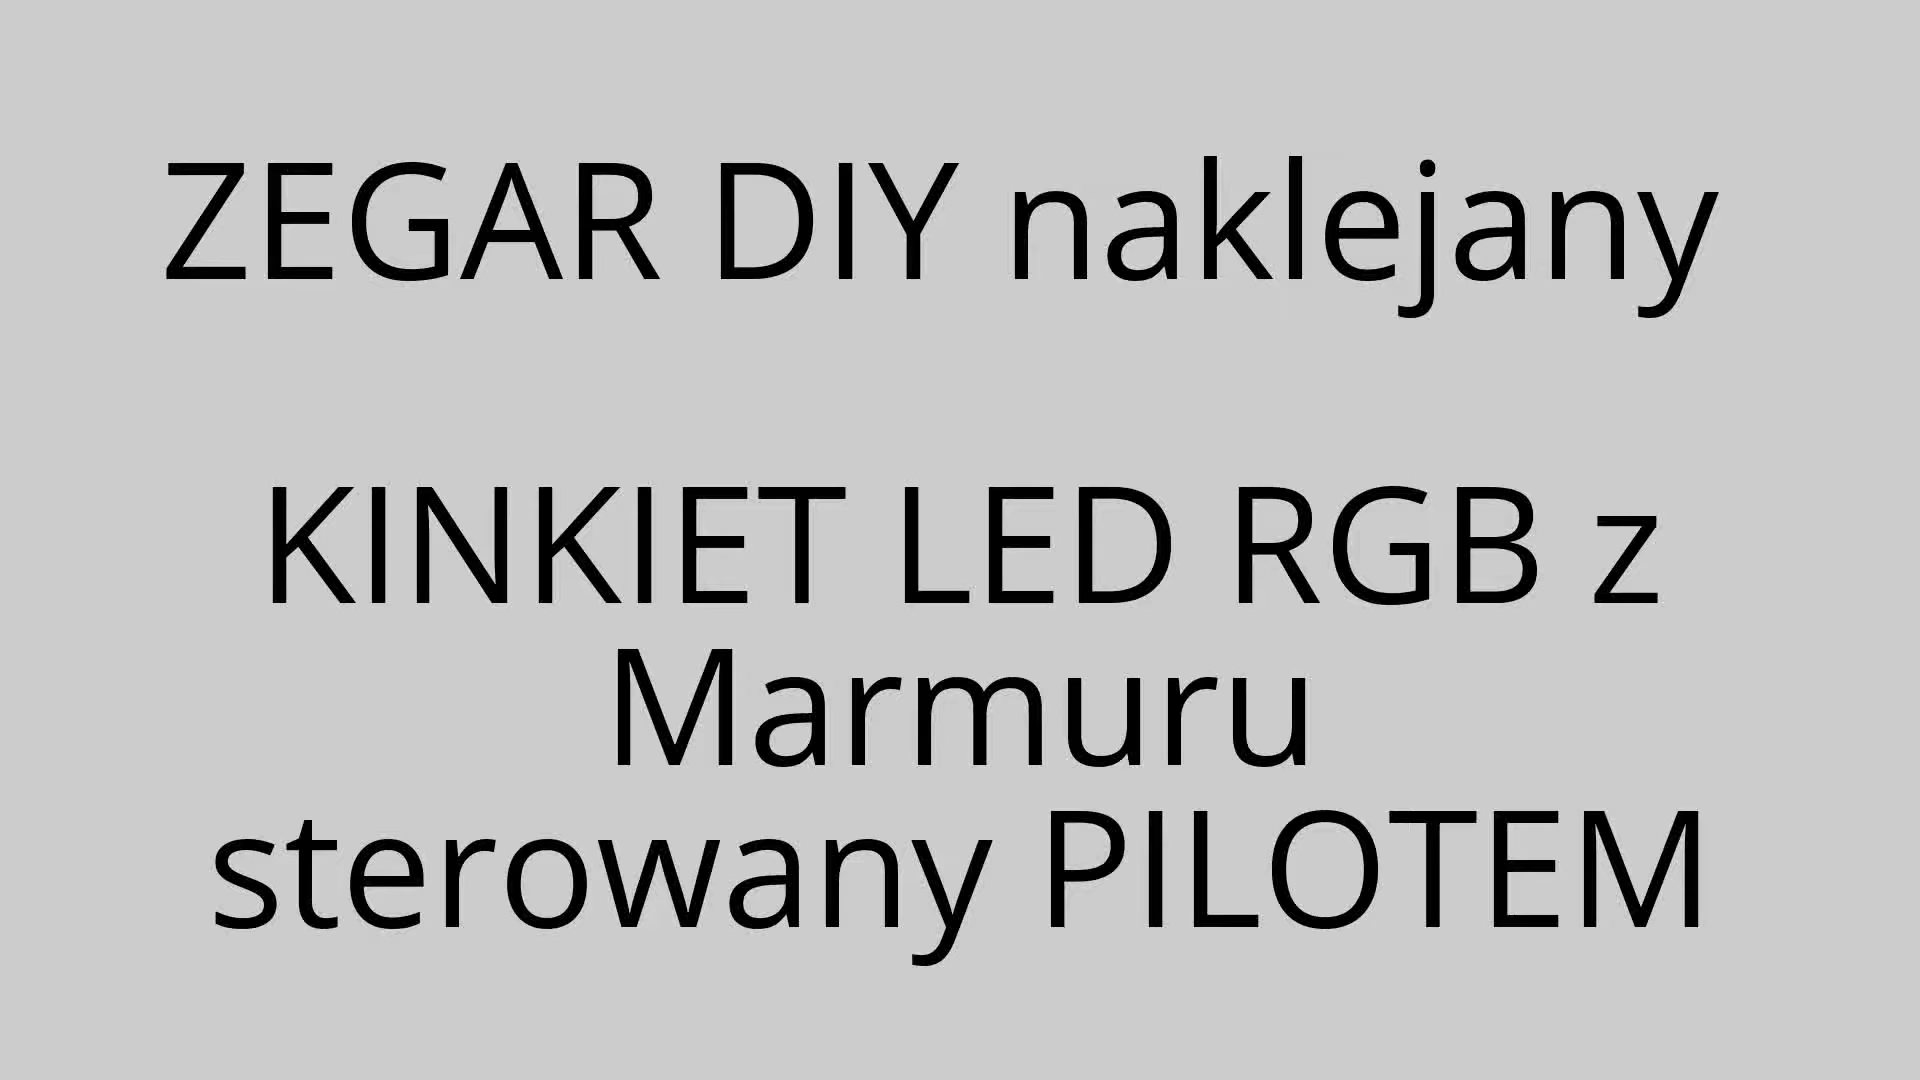 ZEGAR DIY naklejany
KINKIET LED RGB z
Marmuru
sterowany PILOTEM